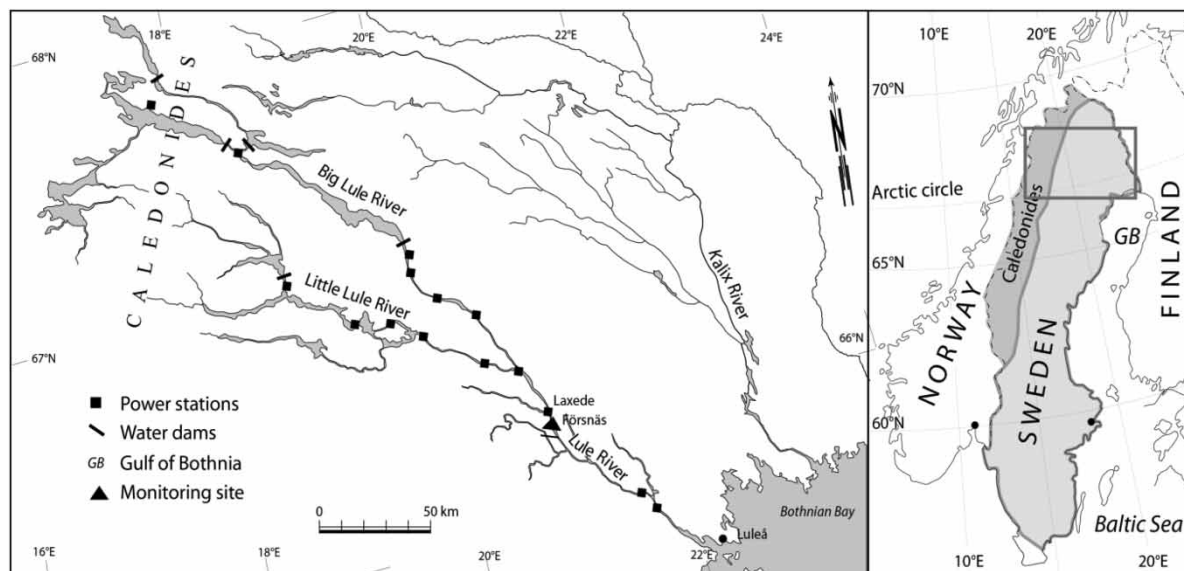 18°E
20°E
22°E
24°E
68°N
CALEDONIDES
N
Big Lule River
Little Lule River
Kalix River
67°N
66°N
Laxede
Försnäs
Lule River
Power stations
Water dams
GB Gulf of Bothnia
Monitoring site
0 50 km
Bothnian Bay
Luleå
16°E
18°E
20°E
22°E
10°E
20°E
70°N
Arctic circle
Caledonides
GB
65°N
NORWAY
SWEDEN
FINLAND
60°N
Baltic Sea
10°E
20°E